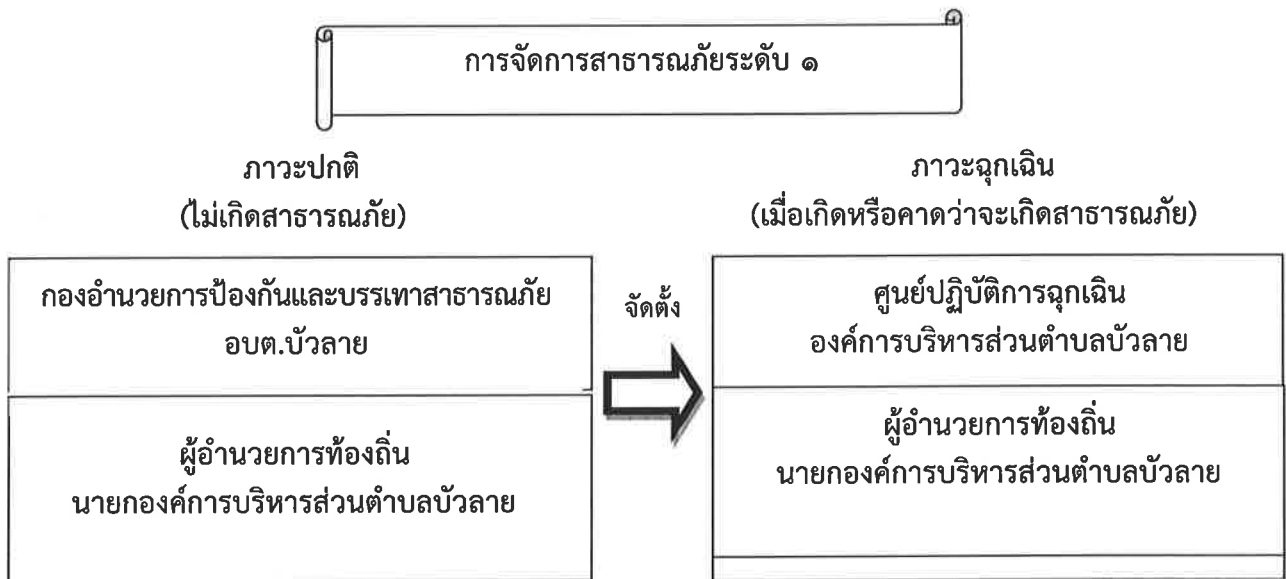 การจัดการสาธารณภัยระดับ ๑
ภาวะปกติ
(ไม่เกิดสาธารณภัย)
ภาวะฉุกเฉิน
(เมื่อเกิดหรือคาดว่าจะเกิดสาธารณภัย)
กองอำนวยการป้องกันและบรรเทาสาธารณภัย
อบต.บัวลาย
ผู้อำนวยการท้องถิ่น
นายกองค์การบริหารส่วนตำบลบัวลาย
จัดตั้ง
ศูนย์ปฏิบัติการฉุกเฉิน
องค์การบริหารส่วนตำบลบัวลาย
ผู้อำนวยการท้องถิ่น
นายกองค์การบริหารส่วนตำบลบัวลาย